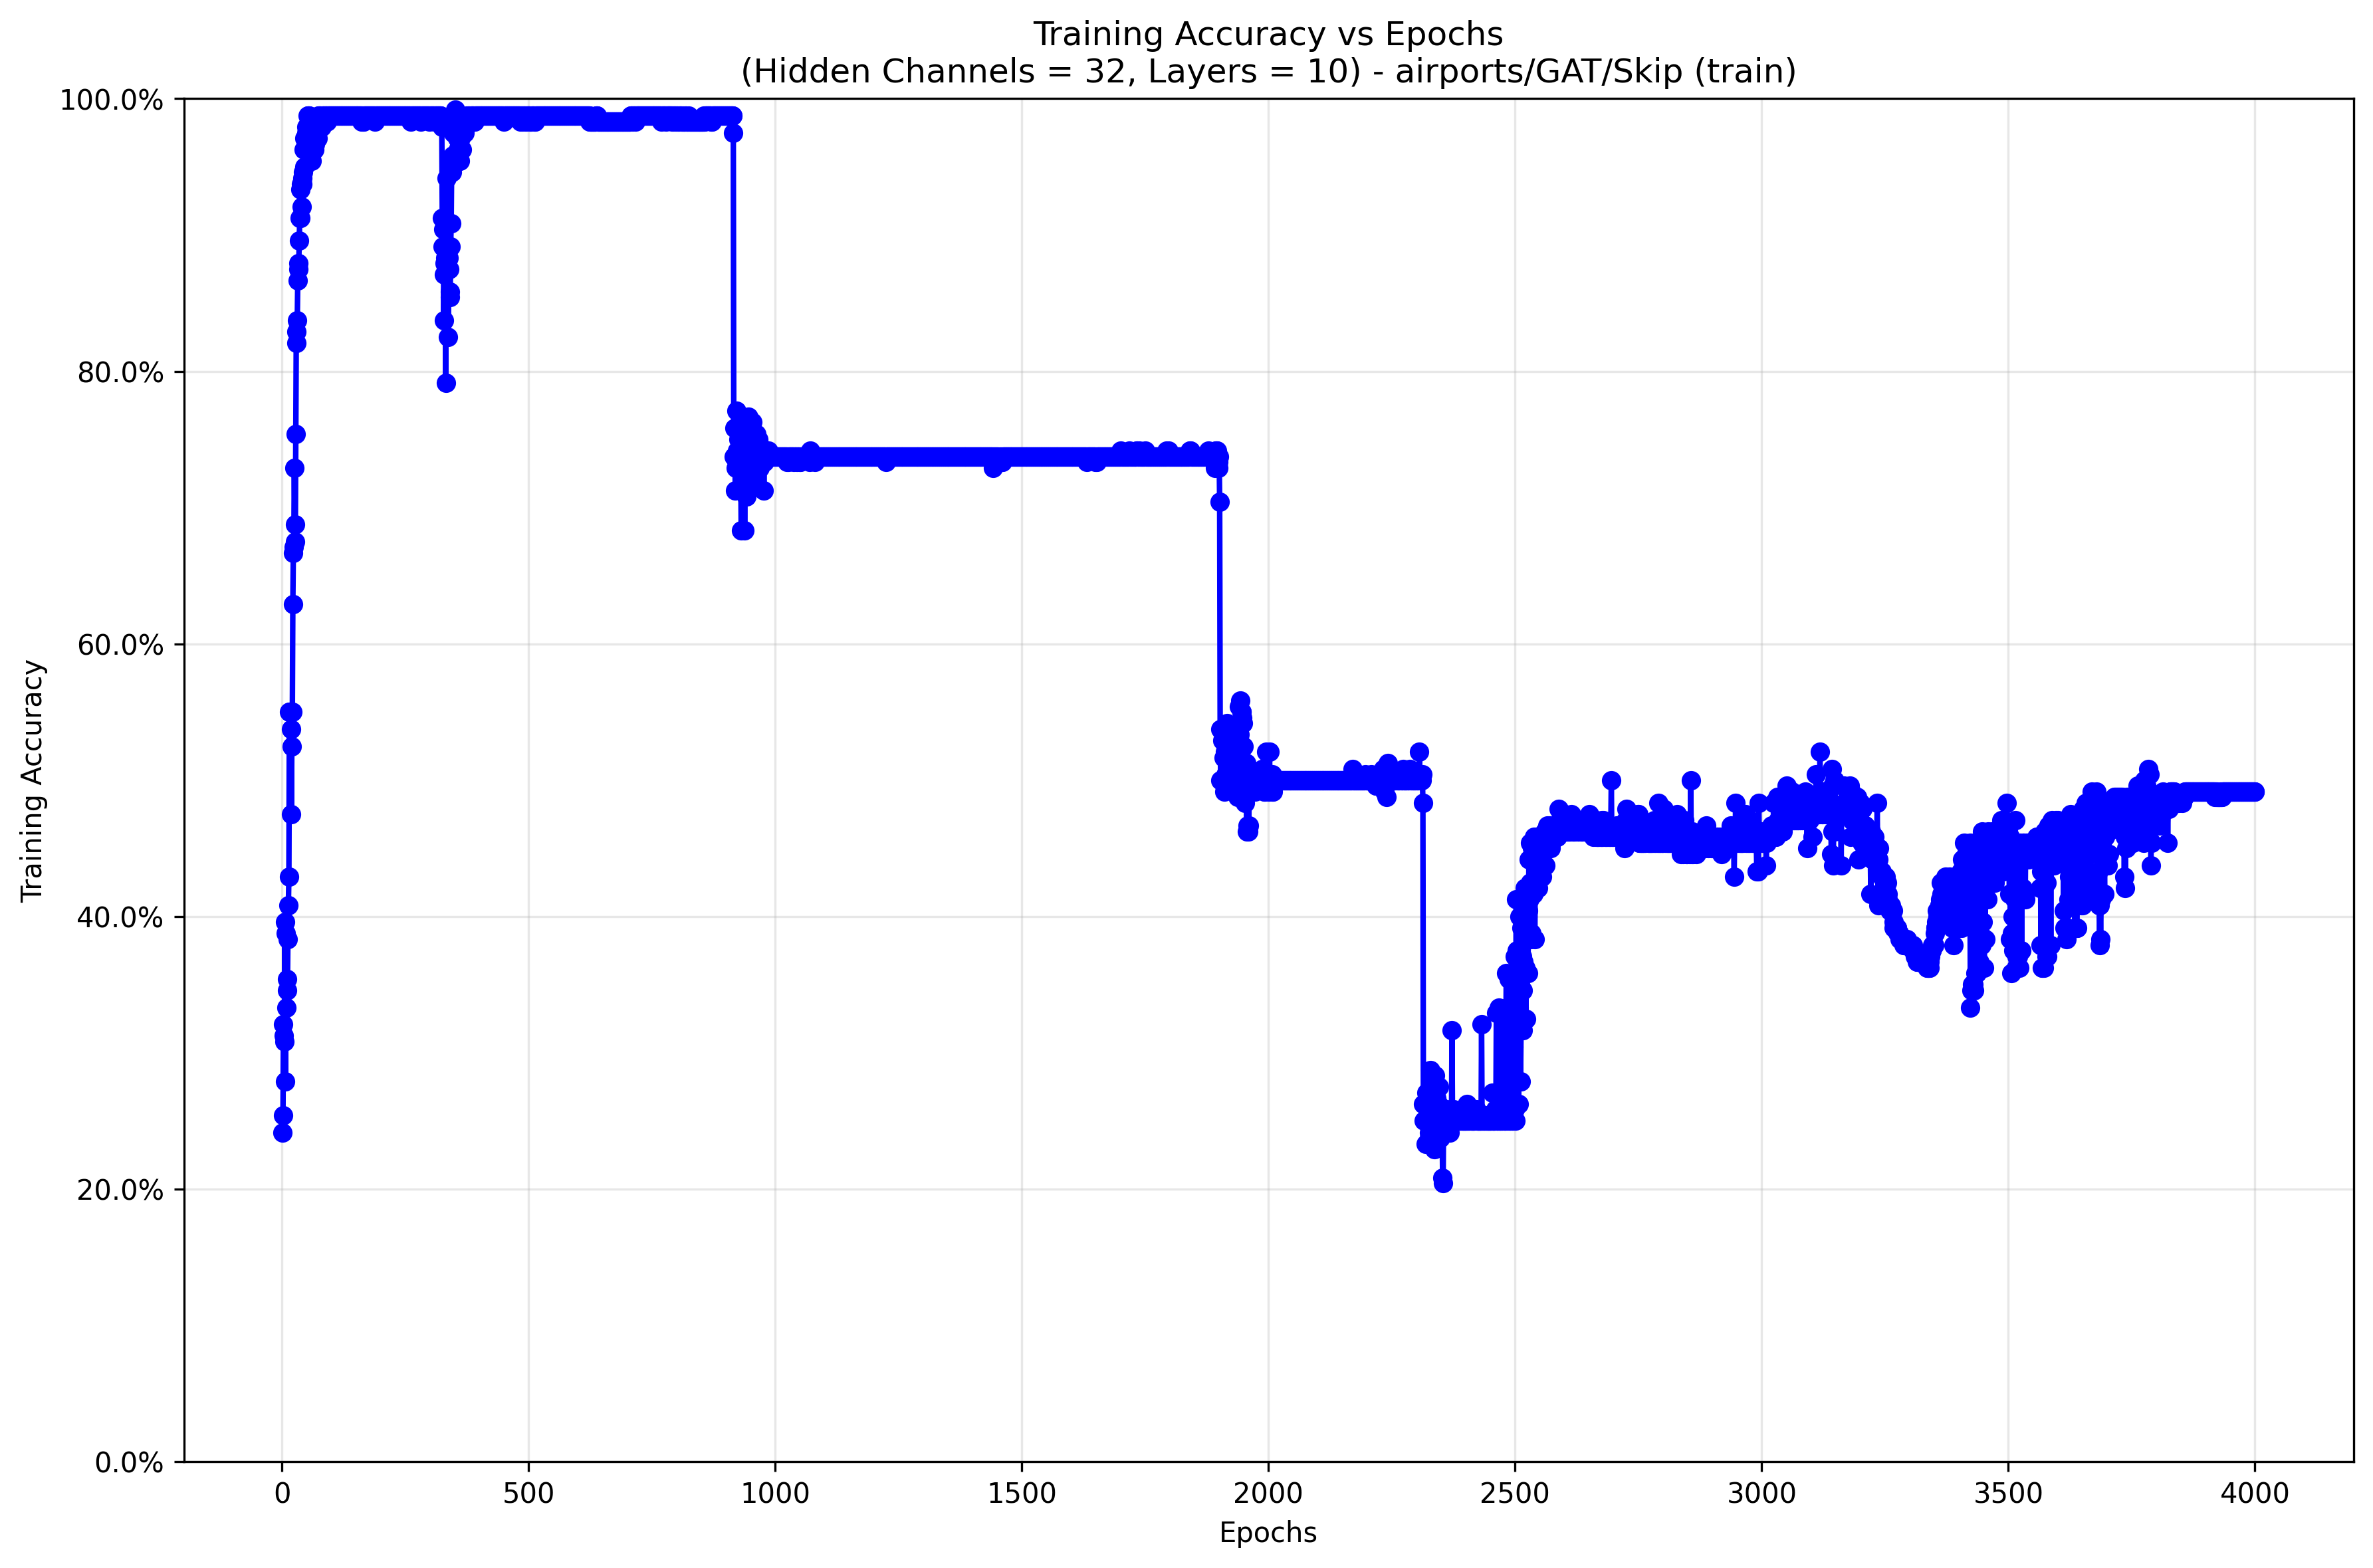 Training Accuracy vs Epochs
(Hidden Channels = 32, Layers = 10) - airports/GAT/Skip (train)
100.0%
80.0%
60.0%
40.0%
20.0%
0.0%
Training Accuracy
0 500 1000 1500 2000 2500 3000 3500 4000
Epochs